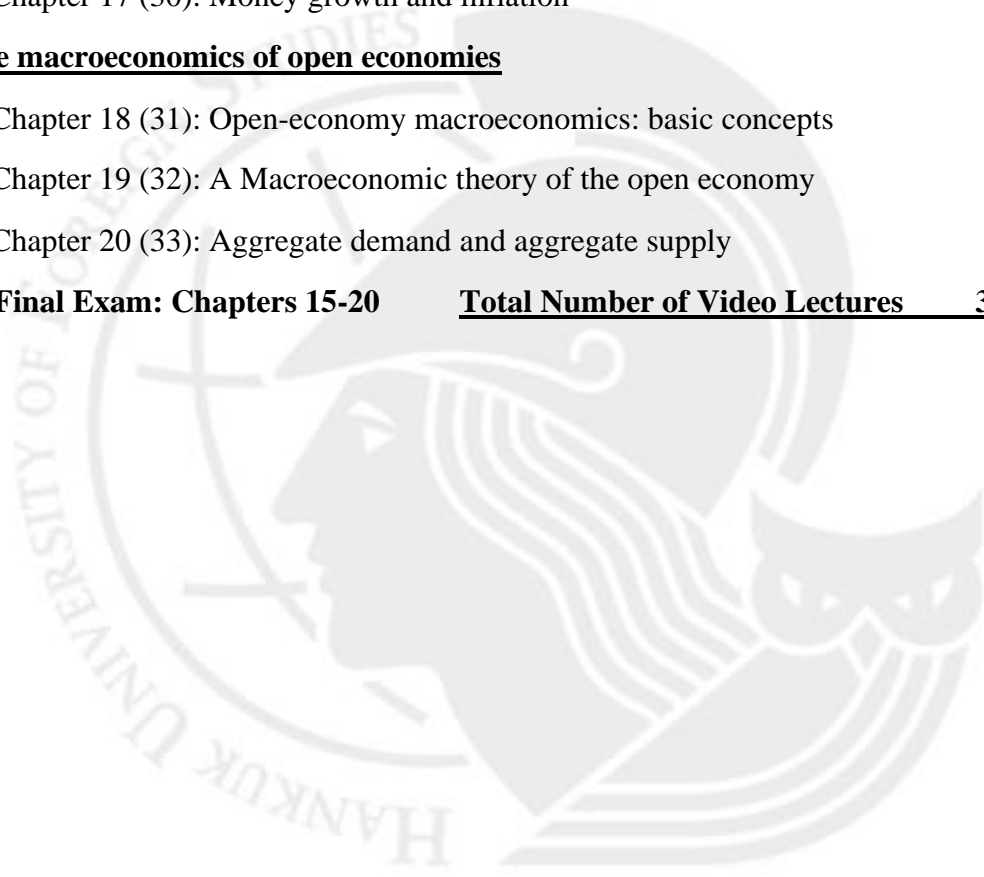 Chapter 17 (30): Money growth and inflation
e macroeconomics of open economies
Chapter 18 (31): Open-economy macroeconomics: basic concepts
Chapter 19 (32): A Macroeconomic theory of the open economy
Chapter 20 (33): Aggregate demand and aggregate supply
Final Exam: Chapters 15-20 Total Number of Video Lectures 3
HANKUK UNIVERSITY OF FOREIGN STUDIES